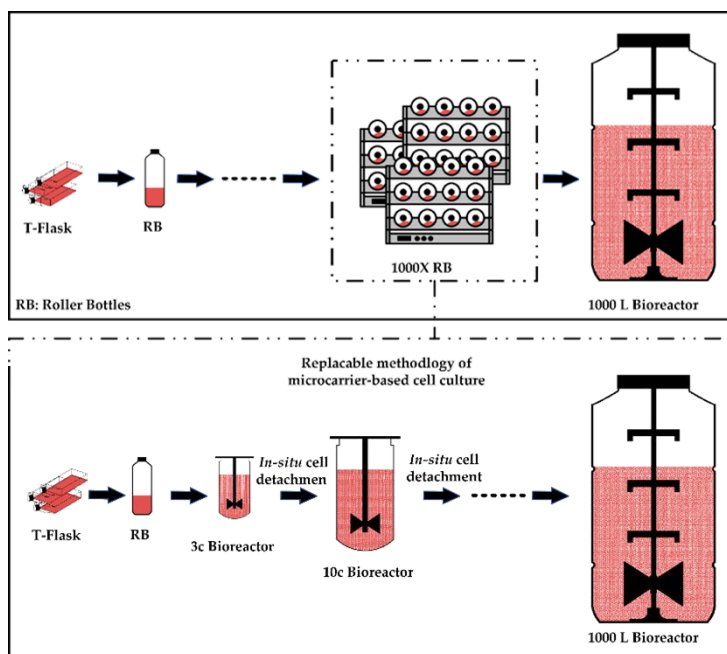 T-Flask
RB
1000X RB
1000 L Bioreactor
RB: Roller Bottles
Replacable methodlogy of
microcarrier-based cell culture
In-situ cell
detachmen
In-situ cell
detachment
T-Flask
RB
3c Bioreactor
10c Bioreactor
1000 L Bioreactor